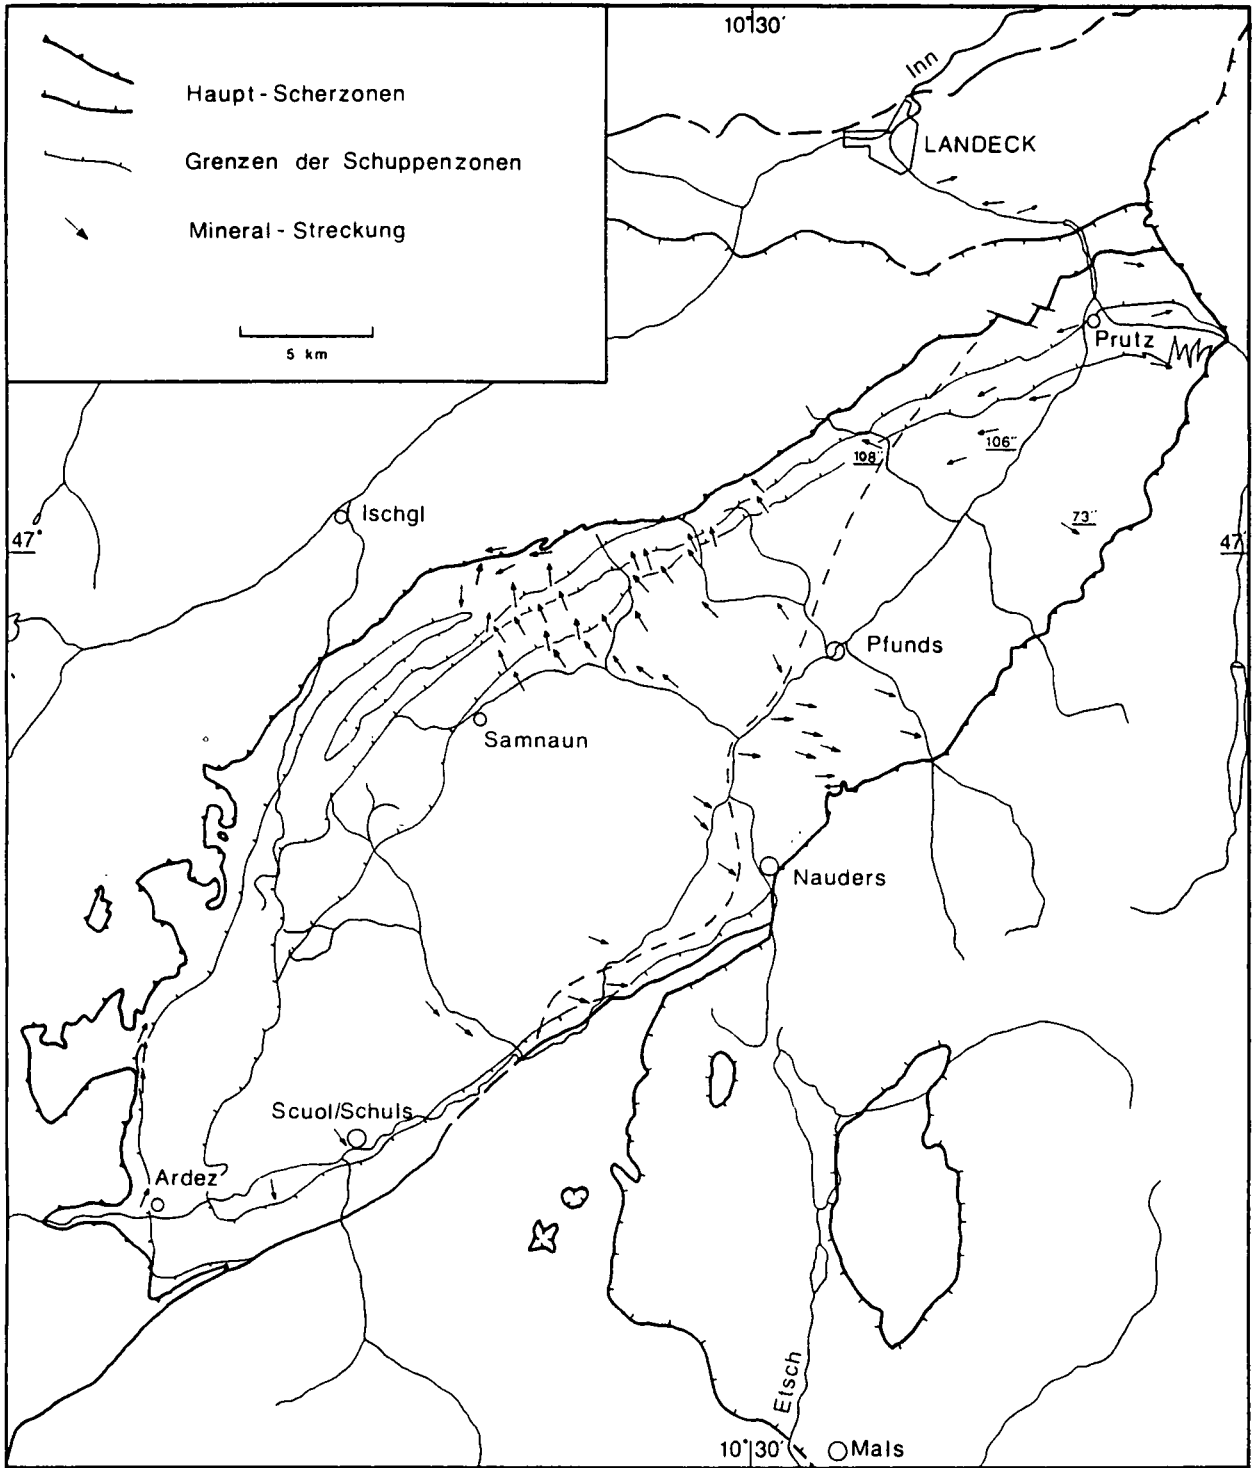 Haupt-Scherzonen
Grenzen der Schuppenzonen
Mineral-Streckung
5 km
10°30'
Inn
LANDECK
Prutz
106''
108''
73''
Ischgl
47°
47°
Pfunds
Samnaun
Nauders
Scuol/Schuls
Ardez
Etsch
10°30'
Mals